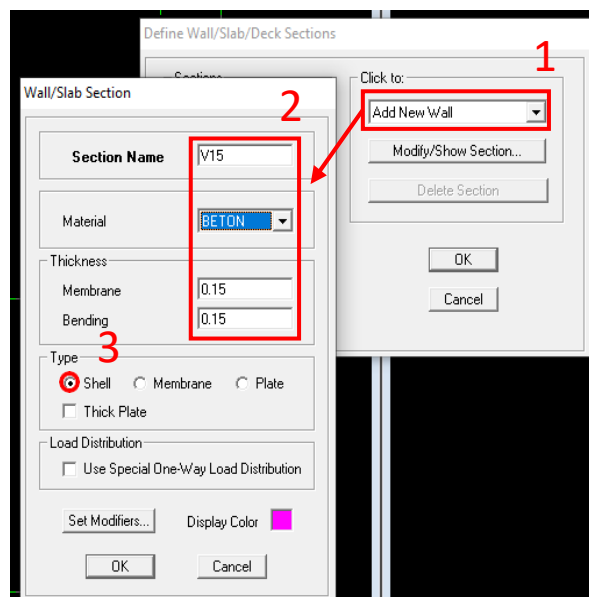 Define Wall/Slab/Deck Sections
Sections
Click to:
1
Add New Wall
Modify/Show Section...
Delete Section
OK
Cancel
Wall/Slab Section
2
Section Name V15
Material BETON
Thickness
Membrane 0.15
Bending 0.15
3
Type
Shell Membrane Plate
Thick Plate
Load Distribution
Use Special One-Way Load Distribution
Set Modifiers... Display Color
OK Cancel